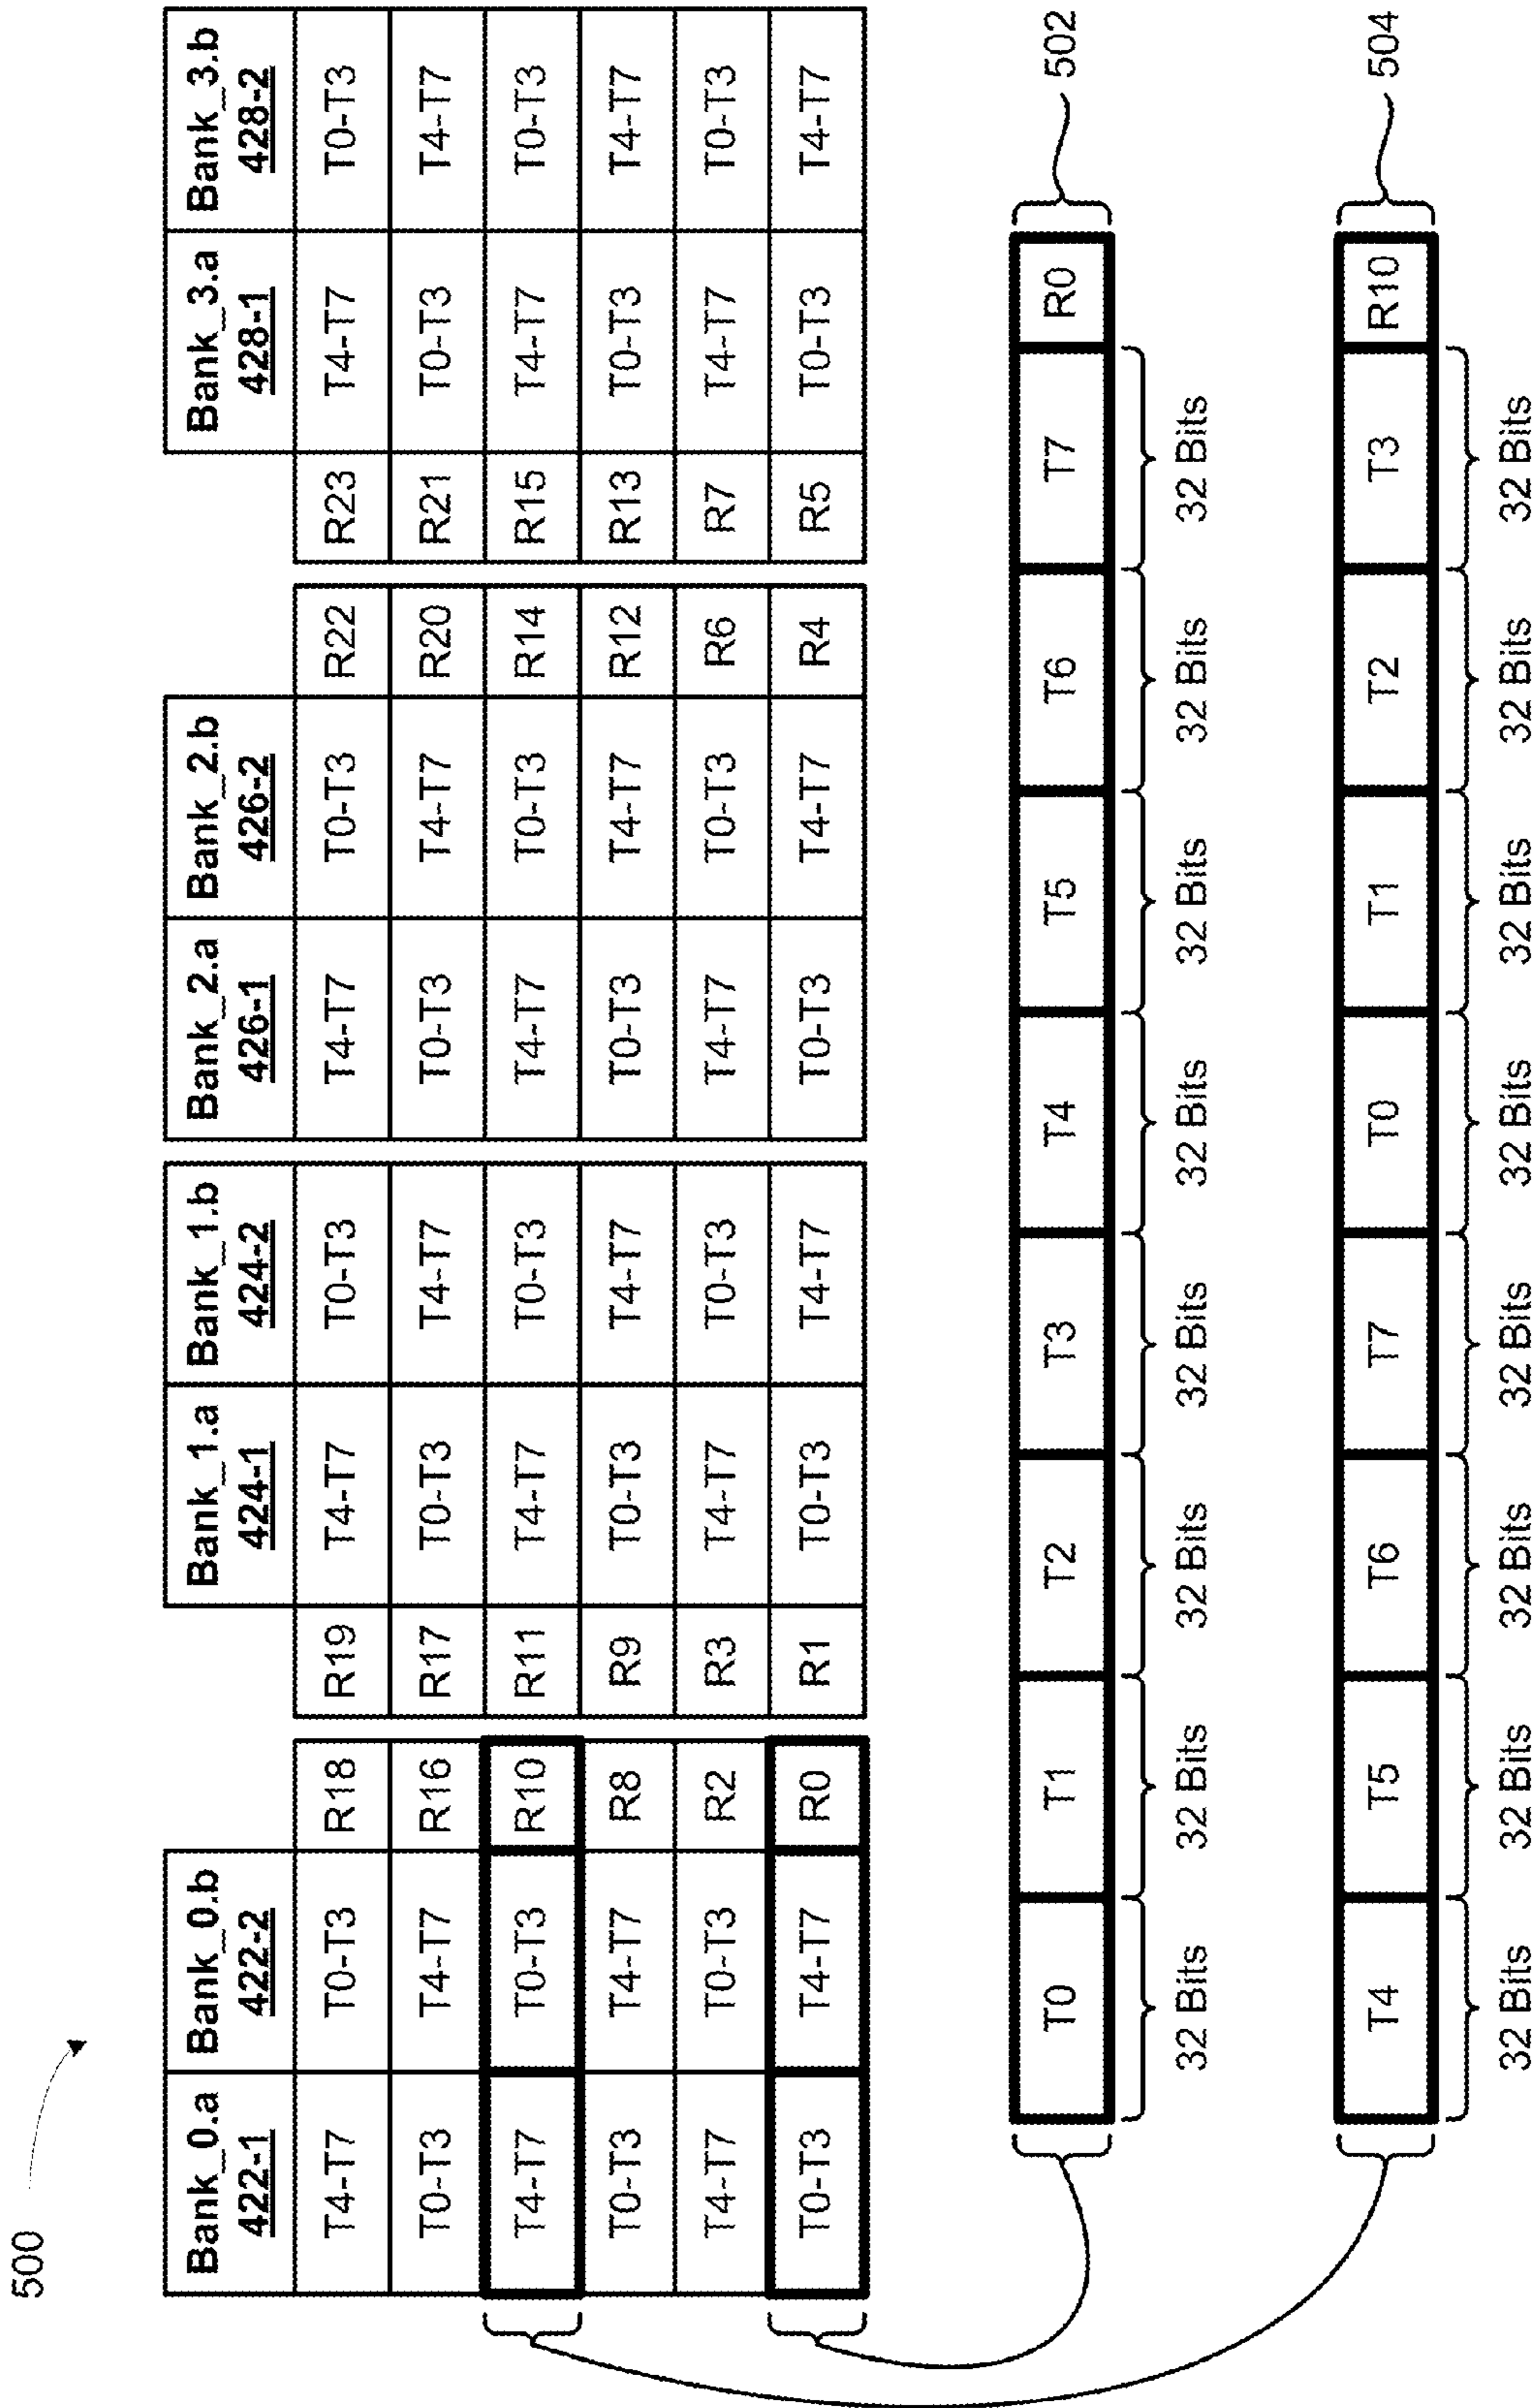 500
Bank_0.a Bank_0.b Bank_1.a Bank_1.b Bank_2.a Bank_2.b Bank_3.a Bank_3.b
422-1 422-2 424-1 424-2 426-1 426-2 428-1 428-2
T4-T7 T0-T3 R18 R19 T4-T7 T0-T3 T4-T7 T0-T3 R22 R23 T4-T7 T0-T3
T0-T3 T4-T7 R16 R17 T0-T3 T4-T7 T0-T3 T4-T7 R20 R21 T0-T3 T4-T7
T4-T7 T0-T3 R10 R11 T4-T7 T0-T3 T4-T7 T0-T3 R14 R15 T4-T7 T0-T3
T0-T3 T4-T7 R8 R9 T0-T3 T4-T7 T0-T3 T4-T7 R12 R13 T0-T3 T4-T7
T4-T7 T0-T3 R2 R3 T4-T7 T0-T3 T4-T7 T0-T3 R6 R7 T4-T7 T0-T3
T0-T3 T4-T7 R0 R1 T0-T3 T4-T7 T0-T3 T4-T7 R4 R5 T0-T3 T4-T7
T0 T1 T2 T3 T4 T5 T6 T7 R0 502
32 Bits 32 Bits 32 Bits 32 Bits 32 Bits 32 Bits 32 Bits 32 Bits
T4 T5 T6 T7 T0 T1 T2 T3 R10 504
32 Bits 32 Bits 32 Bits 32 Bits 32 Bits 32 Bits 32 Bits 32 Bits